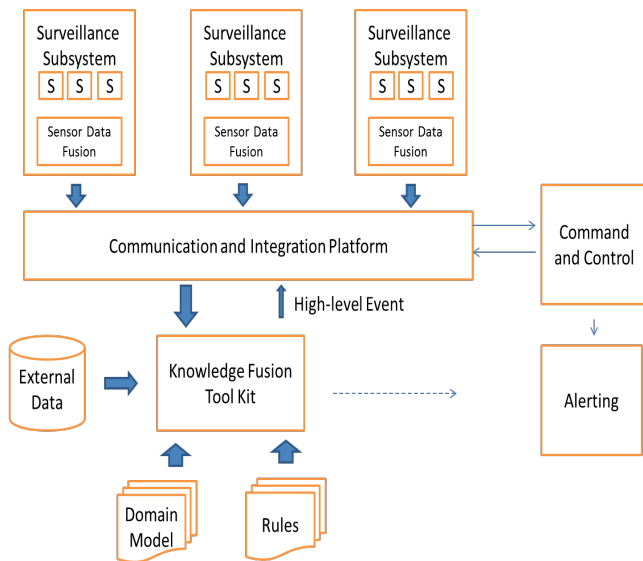 Surveillance
Subsystem
S S S
Sensor Data
Fusion
Surveillance
Subsystem
S S S
Sensor Data
Fusion
Surveillance
Subsystem
S S S
Sensor Data
Fusion
Communication and Integration Platform
Command
and Control
High-level Event
External
Data
Knowledge Fusion
Tool Kit
Alerting
Domain
Model
Rules